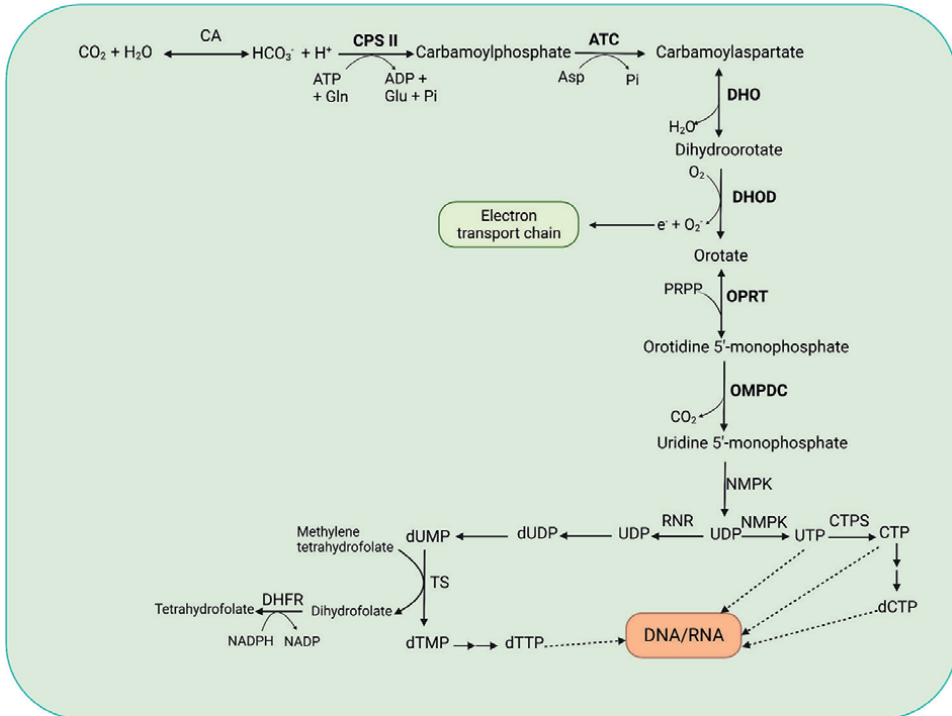 CO₂ + H₂O
CA
HCO₃⁻ + H⁺
CPS II
Carbamoylphosphate
ATC
Carbamoylaspartate
ATP
+ Gln
ADP +
Glu + Pi
Asp
Pi
DHO
H₂O
Dihydroorotate
O₂
DHOD
Electron
transport chain
e⁻ + O₂⁻
Orotate
PRPP
OPRT
Orotidine 5'-monophosphate
OMPDC
CO₂
Uridine 5'-monophosphate
NMPK
Methylene
tetrahydrofolate
dUMP
dUDP
UDP
RNR
UDP
NMPK
UTP
CTPS
CTP
TS
DHFR
Tetrahydrofolate
Dihydrofolate
NADPH
NADP
dCTP
dTMP
dTTP
DNA/RNA